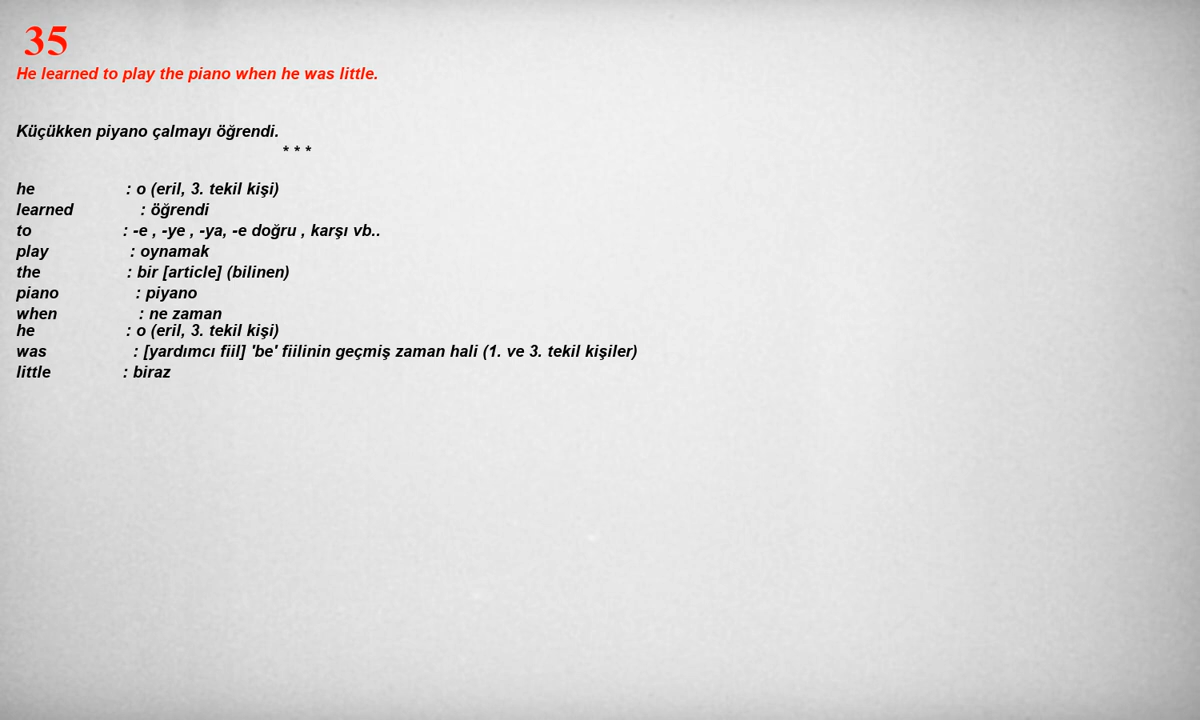 35
He learned to play the piano when he was little.
Küçükken piyano çalmayı öğrendi.
* * *
he : o (eril, 3. tekil kişi)
learned : öğrendi
to : -e , -ye , -ya, -e doğru , karşı vb..
play : oynamak
the : bir [article] (bilinen)
piano : piyano
when : ne zaman
he : o (eril, 3. tekil kişi)
was : [yardımcı fiil] 'be' fiilinin geçmiş zaman hali (1. ve 3. tekil kişiler)
little : biraz